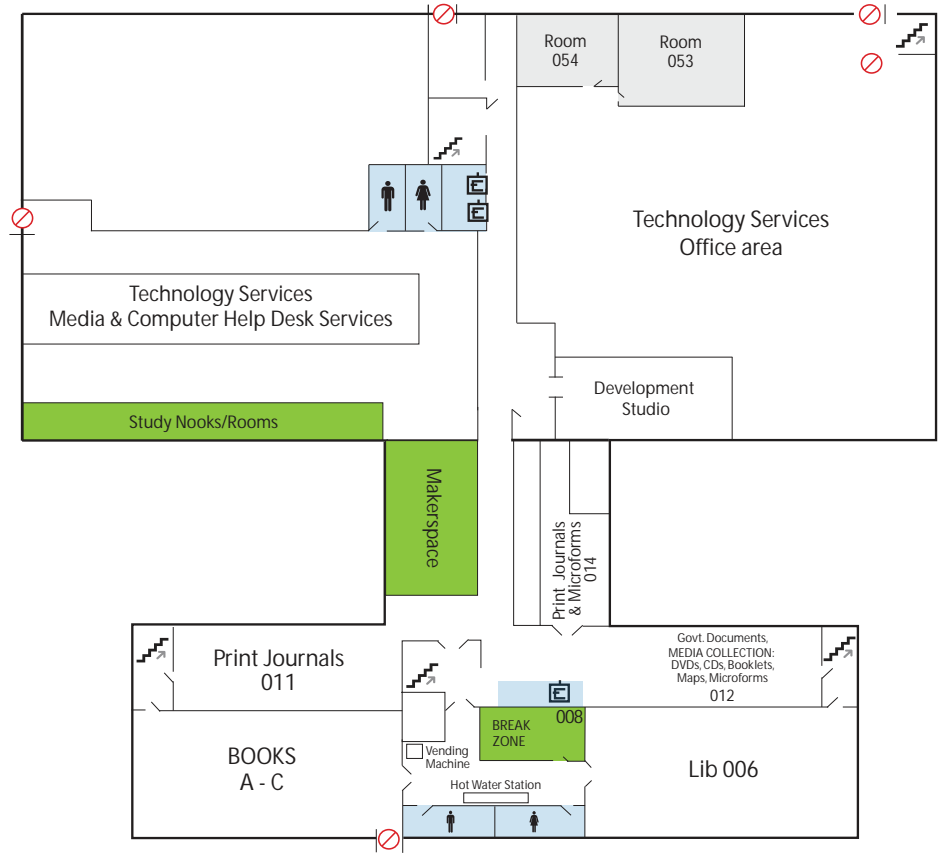 Room
054
Room
053
Technology Services
Office area
Technology Services
Media & Computer Help Desk Services
Development
Studio
Study Nooks/Rooms
Makerspace
Print Journals
& Microforms
014
Print Journals
011
Govt. Documents,
MEDIA COLLECTION:
DVDs, CDs, Booklets,
Maps, Microforms
012
E
E
E
008
BREAK
ZONE
BOOKS
A - C
Vending
Machine
Lib 006
Hot Water Station